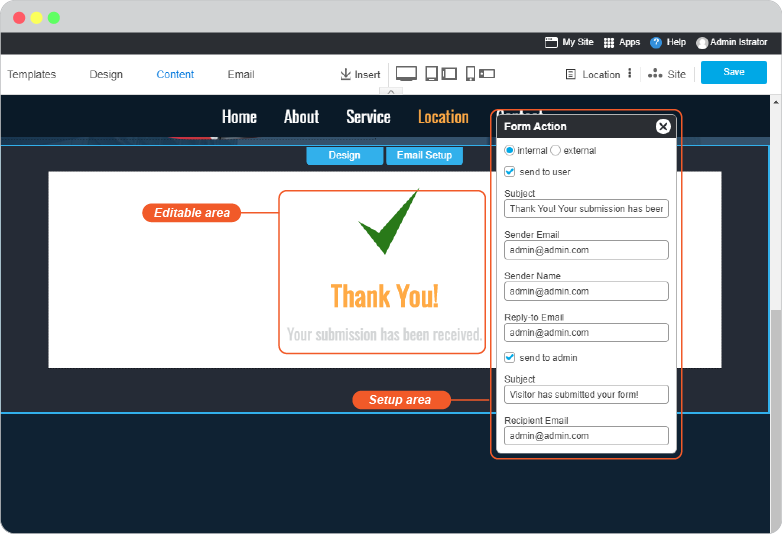 My Site Apps ? Help Admin Istrator
Templates Design Content Email Insert Location Site Save
Home About Service Location
Form Action
internal external
Design Email Setup
send to user
Subject
Thank You! Your submission has been
Editable area
Sender Email
admin@admin.com
Thank You!
Sender Name
admin@admin.com
Your submission has been received.
Reply-to Email
admin@admin.com
send to admin
Subject
Visitor has submitted your form!
Setup area
Recipient Email
admin@admin.com